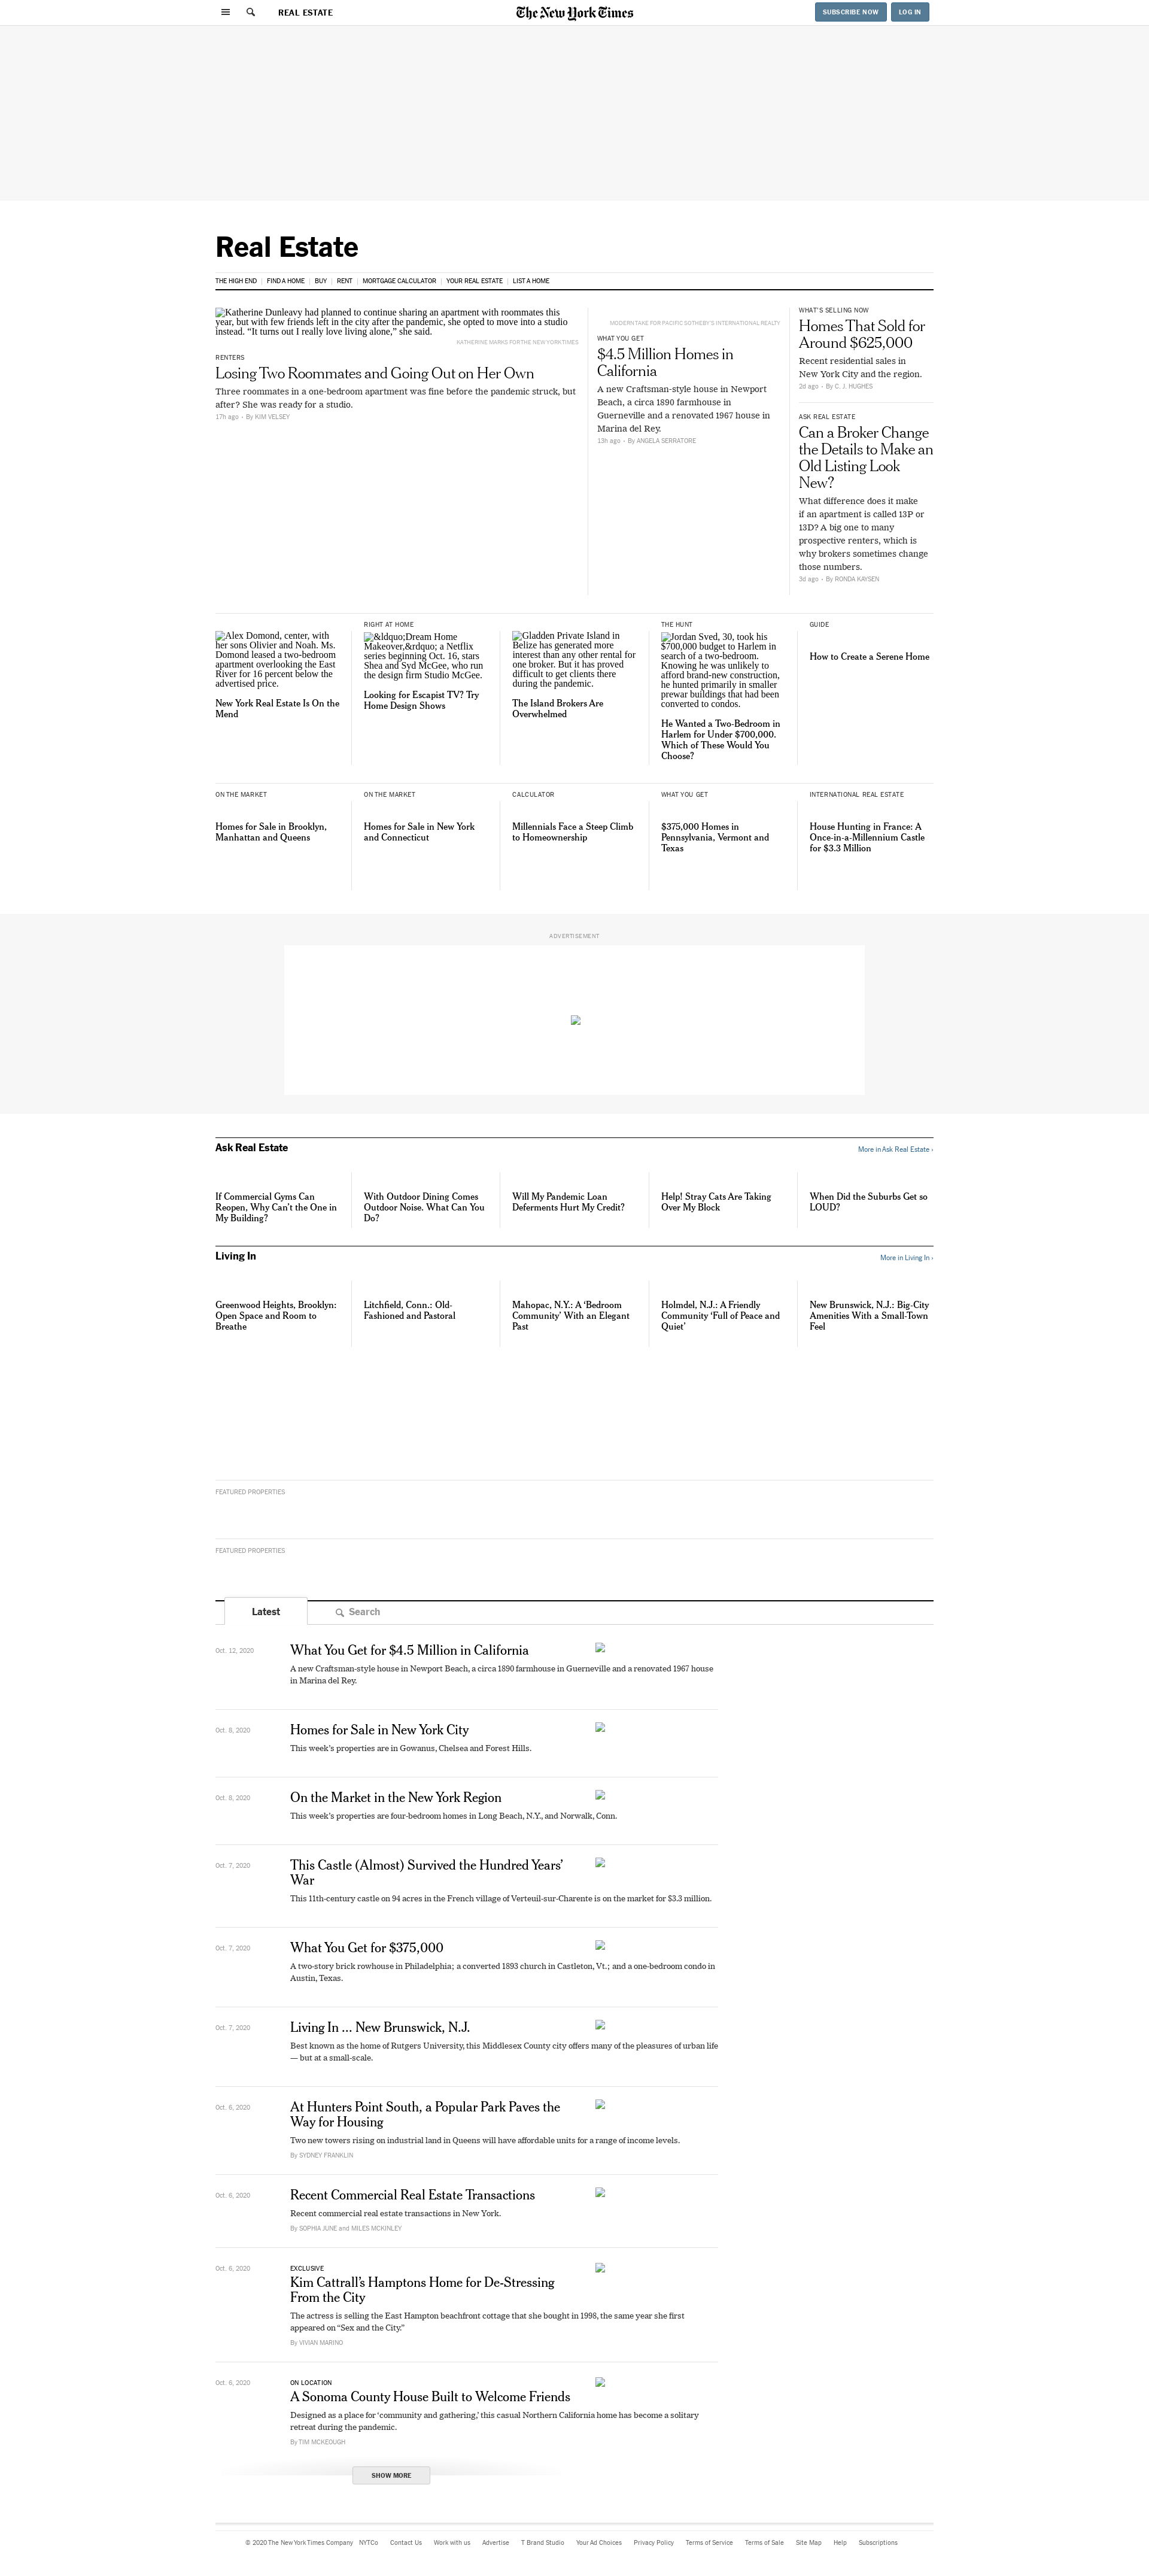 REAL ESTATE
The New York Times
SUBSCRIBE NOW
LOG IN
Real Estate
THE HIGH END
FIND A HOME
BUY
RENT
MORTGAGE CALCULATOR
YOUR REAL ESTATE
LIST A HOME
Katherine Dunleavy had planned to continue sharing an apartment with roommates this
year, but with few friends left in the city after the pandemic, she opted to move into a studio
instead. “It turns out I really love living alone,” she said.
KATHERINE MARKS FOR THE NEW YORK TIMES
RENTERS
Losing Two Roommates and Going Out on Her Own
Three roommates in a one-bedroom apartment was fine before the pandemic struck, but
after? She was ready for a studio.
17h ago • By KIM VELSEY
MODERN TAKE FOR PACIFIC SOTHEBY'S INTERNATIONAL REALTY
WHAT YOU GET
$4.5 Million Homes in
California
A new Craftsman-style house in Newport
Beach, a circa 1890 farmhouse in
Guerneville and a renovated 1967 house in
Marina del Rey.
13h ago • By ANGELA SERRATORE
WHAT'S SELLING NOW
Homes That Sold for
Around $625,000
Recent residential sales in
New York City and the region.
2d ago • By C. J. HUGHES
ASK REAL ESTATE
Can a Broker Change
the Details to Make an
Old Listing Look
New?
What difference does it make
if an apartment is called 13P or
13D? A big one to many
prospective renters, which is
why brokers sometimes change
those numbers.
3d ago • By RONDA KAYSEN
Alex Domond, center, with
her sons Olivier and Noah. Ms.
Domond leased a two-bedroom
apartment overlooking the East
River for 16 percent below the
advertised price.
New York Real Estate Is On the
Mend
RIGHT AT HOME
&ldquo;Dream Home
Makeover,&rdquo; a Netflix
series beginning Oct. 16, stars
Shea and Syd McGee, who run
the design firm Studio McGee.
Looking for Escapist TV? Try
Home Design Shows
Gladden Private Island in
Belize has generated more
interest than any other rental for
one broker. But it has proved
difficult to get clients there
during the pandemic.
The Island Brokers Are
Overwhelmed
THE HUNT
Jordan Sved, 30, took his
$700,000 budget to Harlem in
search of a two-bedroom.
Knowing he was unlikely to
afford brand-new construction,
he hunted primarily in smaller
prewar buildings that had been
converted to condos.
He Wanted a Two-Bedroom in
Harlem for Under $700,000.
Which of These Would You
Choose?
GUIDE
How to Create a Serene Home
ON THE MARKET
Homes for Sale in Brooklyn,
Manhattan and Queens
ON THE MARKET
Homes for Sale in New York
and Connecticut
CALCULATOR
Millennials Face a Steep Climb
to Homeownership
WHAT YOU GET
$375,000 Homes in
Pennsylvania, Vermont and
Texas
INTERNATIONAL REAL ESTATE
House Hunting in France: A
Once-in-a-Millennium Castle
for $3.3 Million
ADVERTISEMENT
Ask Real Estate
More in Ask Real Estate ›
If Commercial Gyms Can
Reopen, Why Can't the One in
My Building?
With Outdoor Dining Comes
Outdoor Noise. What Can You
Do?
Will My Pandemic Loan
Deferments Hurt My Credit?
Help! Stray Cats Are Taking
Over My Block
When Did the Suburbs Get so
LOUD?
Living In
More in Living In ›
Greenwood Heights, Brooklyn:
Open Space and Room to
Breathe
Litchfield, Conn.: Old-
Fashioned and Pastoral
Mahopac, N.Y.: A ‘Bedroom
Community’ With an Elegant
Past
Holmdel, N.J.: A Friendly
Community ‘Full of Peace and
Quiet’
New Brunswick, N.J.: Big-City
Amenities With a Small-Town
Feel
FEATURED PROPERTIES
FEATURED PROPERTIES
Latest
Search
Oct. 12, 2020
What You Get for $4.5 Million in California
A new Craftsman-style house in Newport Beach, a circa 1890 farmhouse in Guerneville and a renovated 1967 house
in Marina del Rey.
Oct. 8, 2020
Homes for Sale in New York City
This week's properties are in Gowanus, Chelsea and Forest Hills.
Oct. 8, 2020
On the Market in the New York Region
This week's properties are four-bedroom homes in Long Beach, N.Y., and Norwalk, Conn.
Oct. 7, 2020
This Castle (Almost) Survived the Hundred Years’
War
This 11th-century castle on 94 acres in the French village of Verteuil-sur-Charente is on the market for $3.3 million.
Oct. 7, 2020
What You Get for $375,000
A two-story brick rowhouse in Philadelphia; a converted 1893 church in Castleton, Vt.; and a one-bedroom condo in
Austin, Texas.
Oct. 7, 2020
Living In ... New Brunswick, N.J.
Best known as the home of Rutgers University, this Middlesex County city offers many of the pleasures of urban life
— but at a small-scale.
Oct. 6, 2020
At Hunters Point South, a Popular Park Paves the
Way for Housing
Two new towers rising on industrial land in Queens will have affordable units for a range of income levels.
By SYDNEY FRANKLIN
Oct. 6, 2020
Recent Commercial Real Estate Transactions
Recent commercial real estate transactions in New York.
By SOPHIA JUNE and MILES MCKINLEY
Oct. 6, 2020
EXCLUSIVE
Kim Cattrall’s Hamptons Home for De-Stressing
From the City
The actress is selling the East Hampton beachfront cottage that she bought in 1998, the same year she first
appeared on “Sex and the City.”
By VIVIAN MARINO
Oct. 6, 2020
ON LOCATION
A Sonoma County House Built to Welcome Friends
Designed as a place for ‘community and gathering,’ this casual Northern California home has become a solitary
retreat during the pandemic.
By TIM MCKEOUGH
SHOW MORE
© 2020 The New York Times Company
NYTCo
Contact Us
Work with us
Advertise
T Brand Studio
Your Ad Choices
Privacy Policy
Terms of Service
Terms of Sale
Site Map
Help
Subscriptions